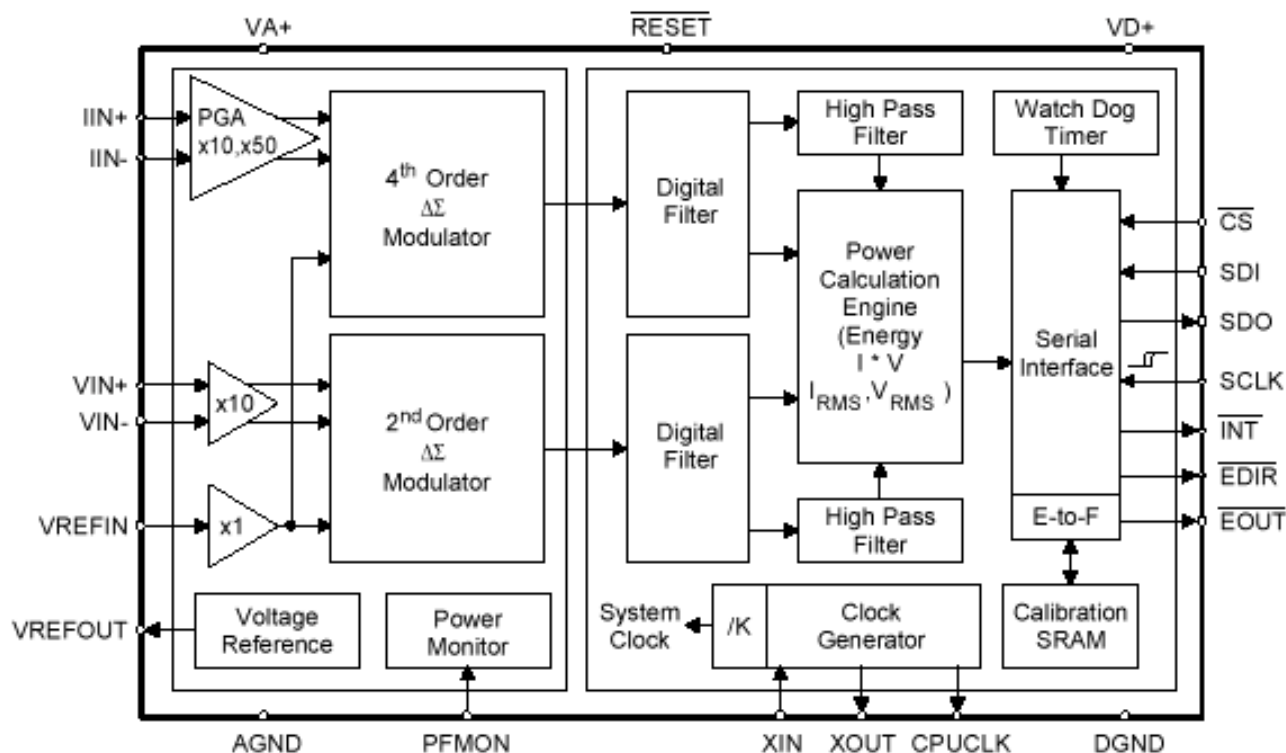 VA+
RESET
VD+
IIN+
IIN-
PGA
x10,x50
4th Order
ΔΣ
Modulator
Digital
Filter
High Pass
Filter
Watch Dog
Timer
Power
Calculation
Engine
(Energy
I * V
IRMS,VRMS )
Serial
Interface
CS
SDI
SDO
SCLK
INT
EDIR
EOUT
VIN+
VIN-
x10
2nd Order
ΔΣ
Modulator
Digital
Filter
High Pass
Filter
E-to-F
VREFIN
x1
VREFOUT
Voltage
Reference
Power
Monitor
System
Clock
/K
Clock
Generator
Calibration
SRAM
AGND
PFMON
XIN
XOUT
CPUCLK
DGND